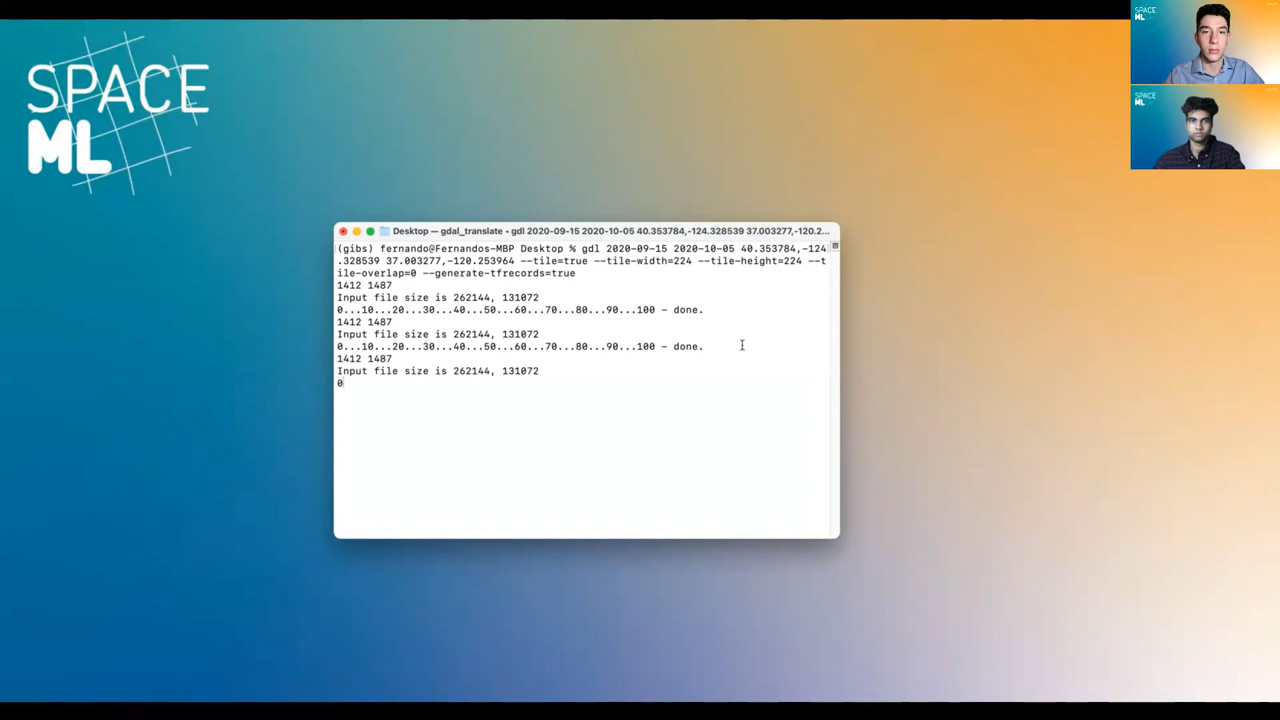 SPACE
ML
SPACE
ML
SPACE
ML
Desktop — gdal_translate ◂ gdl 2020-09-15 2020-10-05 40.353784,-124.328539 37.003277,-120.2...
(gibs) fernando@Fernandos-MBP Desktop % gdl 2020-09-15 2020-10-05 40.353784,-124
.328539 37.003277,-120.253964 --tile=true --tile-width=224 --tile-height=224 --t
ile-overlap=0 --generate-tfrecords=true
1412 1487
Input file size is 262144, 131072
0...10...20...30...40...50...60...70...80...90...100 - done.
1412 1487
Input file size is 262144, 131072
0...10...20...30...40...50...60...70...80...90...100 - done.
1412 1487
Input file size is 262144, 131072
0